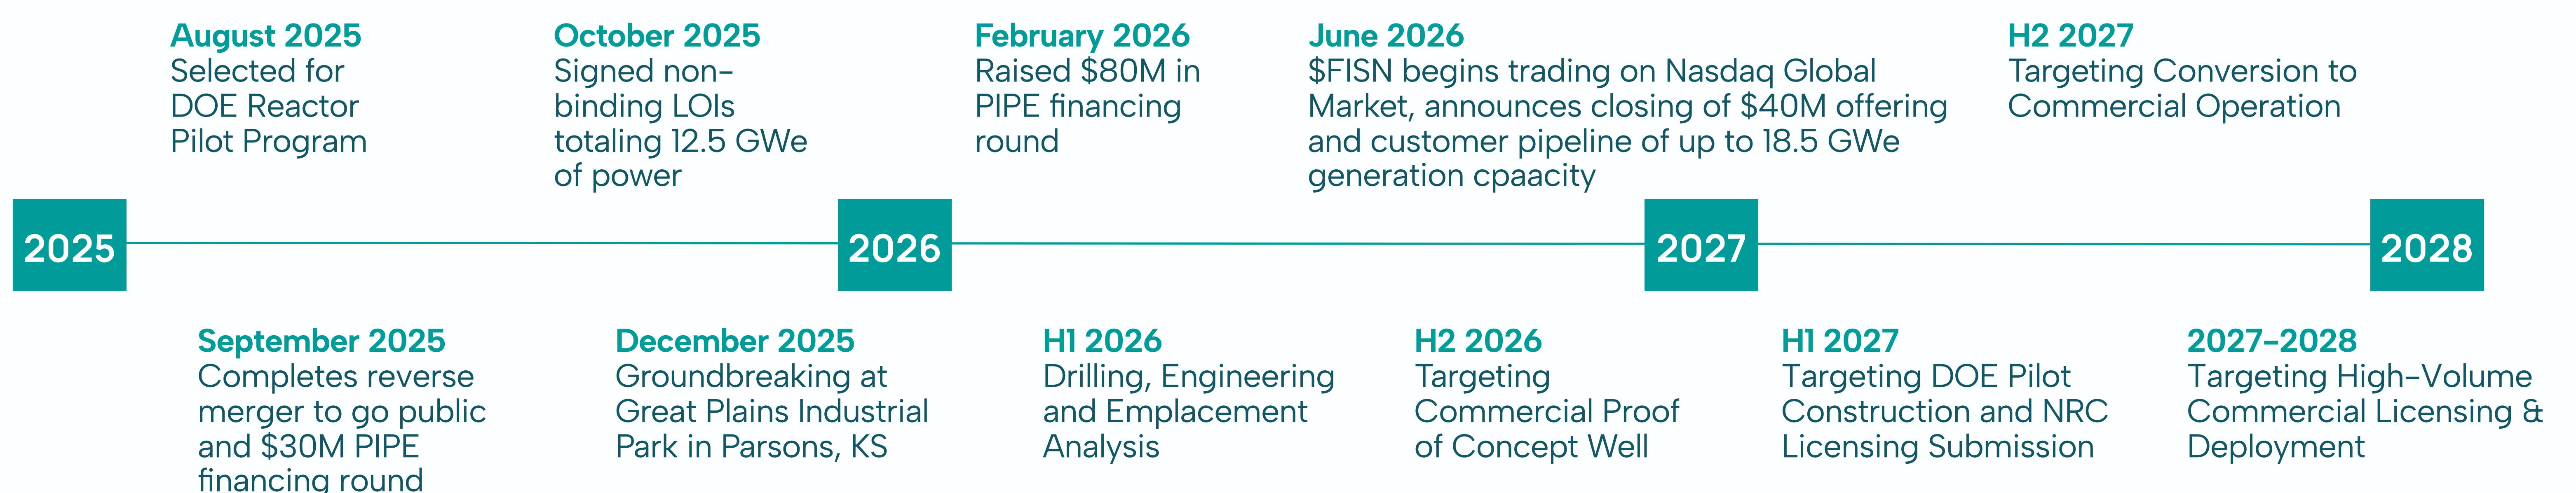 August 2025
Selected for
DOE Reactor
Pilot Program
October 2025
Signed non-
binding LOIs
totaling 12.5 GWe
of power
February 2026
Raised $80M in
PIPE financing
round
June 2026
$FISN begins trading on Nasdaq Global
Market, announces closing of $40M offering
and customer pipeline of up to 18.5 GWe
generation cpaacity
H2 2027
Targeting Conversion to
Commercial Operation
2025
2026
2027
2028
September 2025
Completes reverse
merger to go public
and $30M PIPE
financing round
December 2025
Groundbreaking at
Great Plains Industrial
Park in Parsons, KS
H1 2026
Drilling, Engineering
and Emplacement
Analysis
H2 2026
Targeting
Commercial Proof
of Concept Well
H1 2027
Targeting DOE Pilot
Construction and NRC
Licensing Submission
2027-2028
Targeting High-Volume
Commercial Licensing &
Deployment